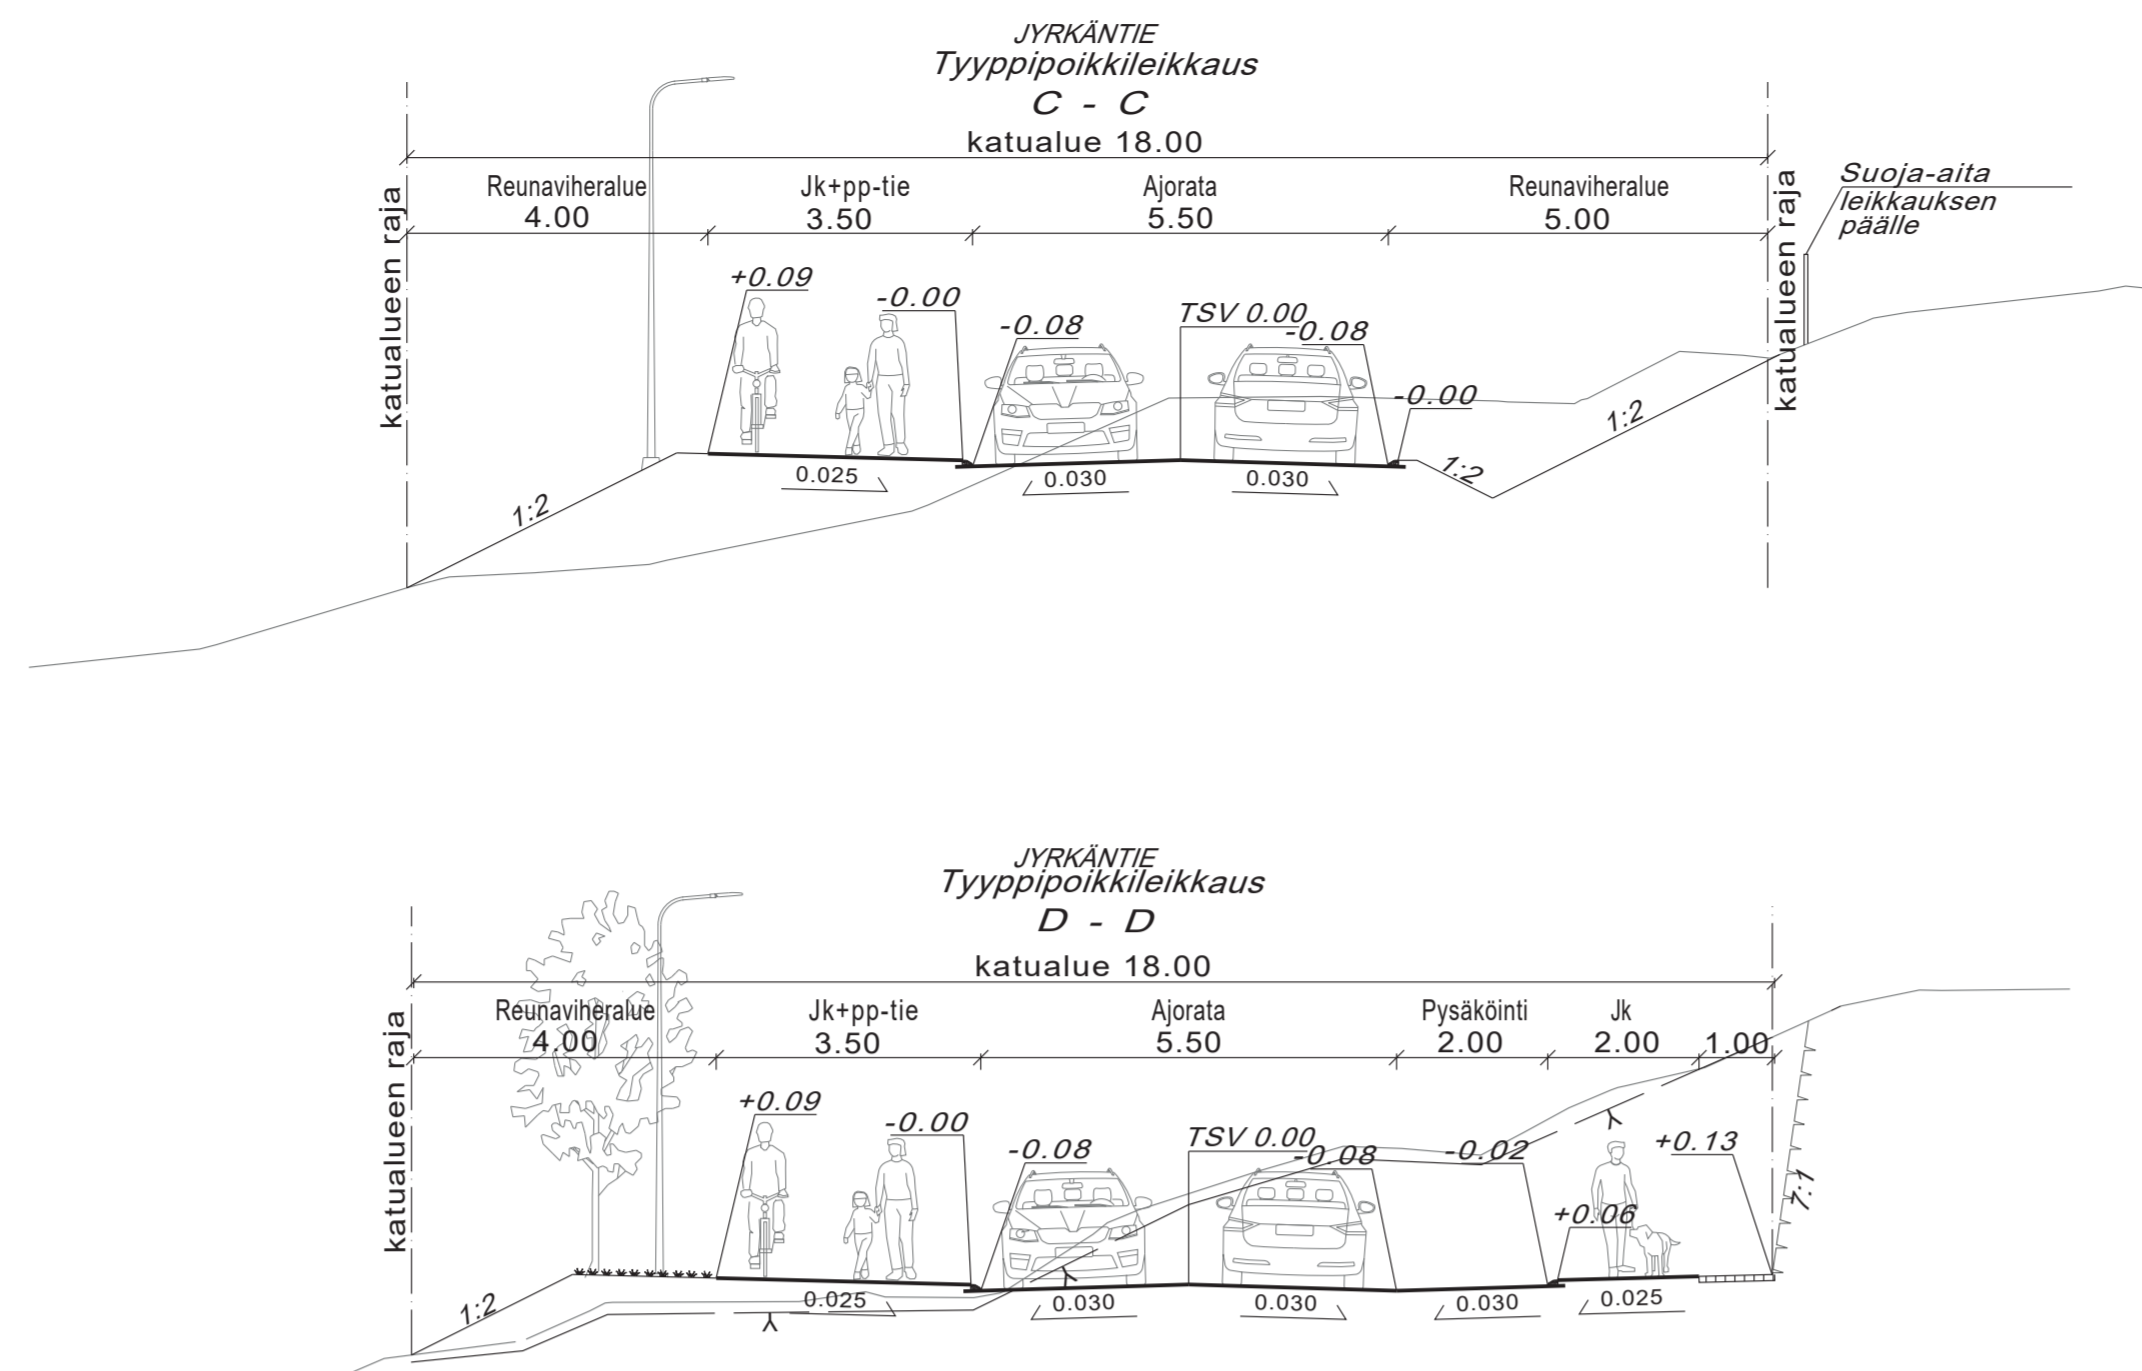 JYRKÄNTIE
Tyyppipoikkileikkaus
C - C
katualue 18.00
katualueen raja
Reunaviheralue
4.00
Jk+pp-tie
3.50
Ajorata
5.50
Reunaviheralue
5.00
katualueen raja
Suoja-aita
leikkauksen
päälle
+0.09
-0.00
-0.08
TSV 0.00
-0.08
-0.00
1:2
0.025
0.030
0.030
1:2
1:2
JYRKÄNTIE
Tyyppipoikkileikkaus
D - D
katualue 18.00
katualueen raja
Reunaviheralue
4.00
Jk+pp-tie
3.50
Ajorata
5.50
Pysäköinti
2.00
Jk
2.00
1.00
+0.09
-0.00
-0.08
TSV 0.00
-0.08
-0.02
+0.06
+0.13
7:1
1:2
0.025
0.030
0.030
0.030
0.025